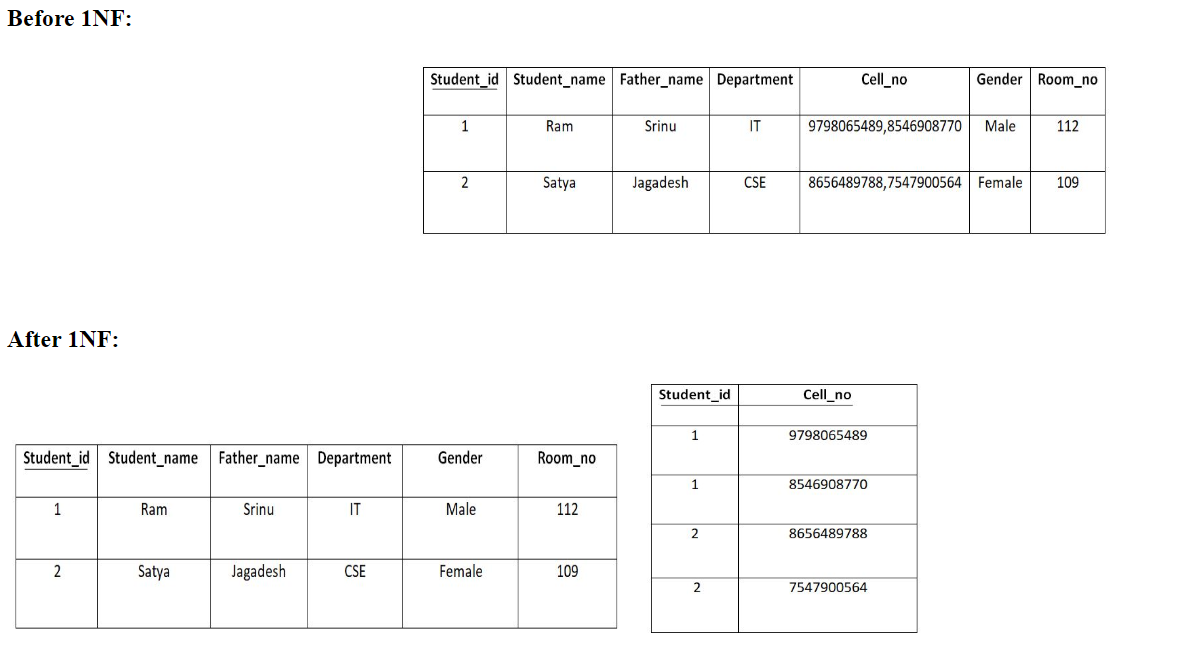 Before 1NF:
Student_id Student_name Father_name Department Cell_no Gender Room_no
1 Ram Srinu IT 9798065489,8546908770 Male 112
2 Satya Jagadesh CSE 8656489788,7547900564 Female 109
After 1NF:
Student_id Student_name Father_name Department Gender Room_no
1 Ram Srinu IT Male 112
2 Satya Jagadesh CSE Female 109
Student_id Cell_no
1 9798065489
1 8546908770
2 8656489788
2 7547900564